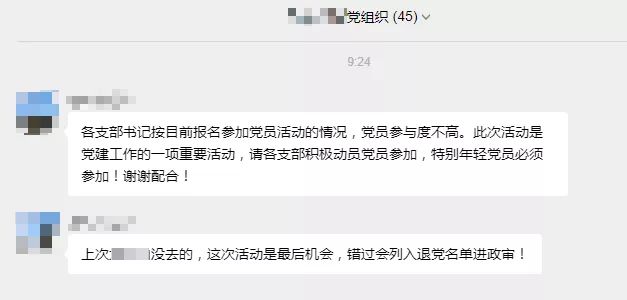 党组织 (45)
9:24
各支部书记按目前报名参加党员活动的情况，党员参与度不高。此次活动是
党建工作的一项重要活动，请各支部积极动员党员参加，特别年轻党员必须
参加！谢谢配合！
上次 没去的，这次活动是最后机会，错过会列入退党名单进政审！